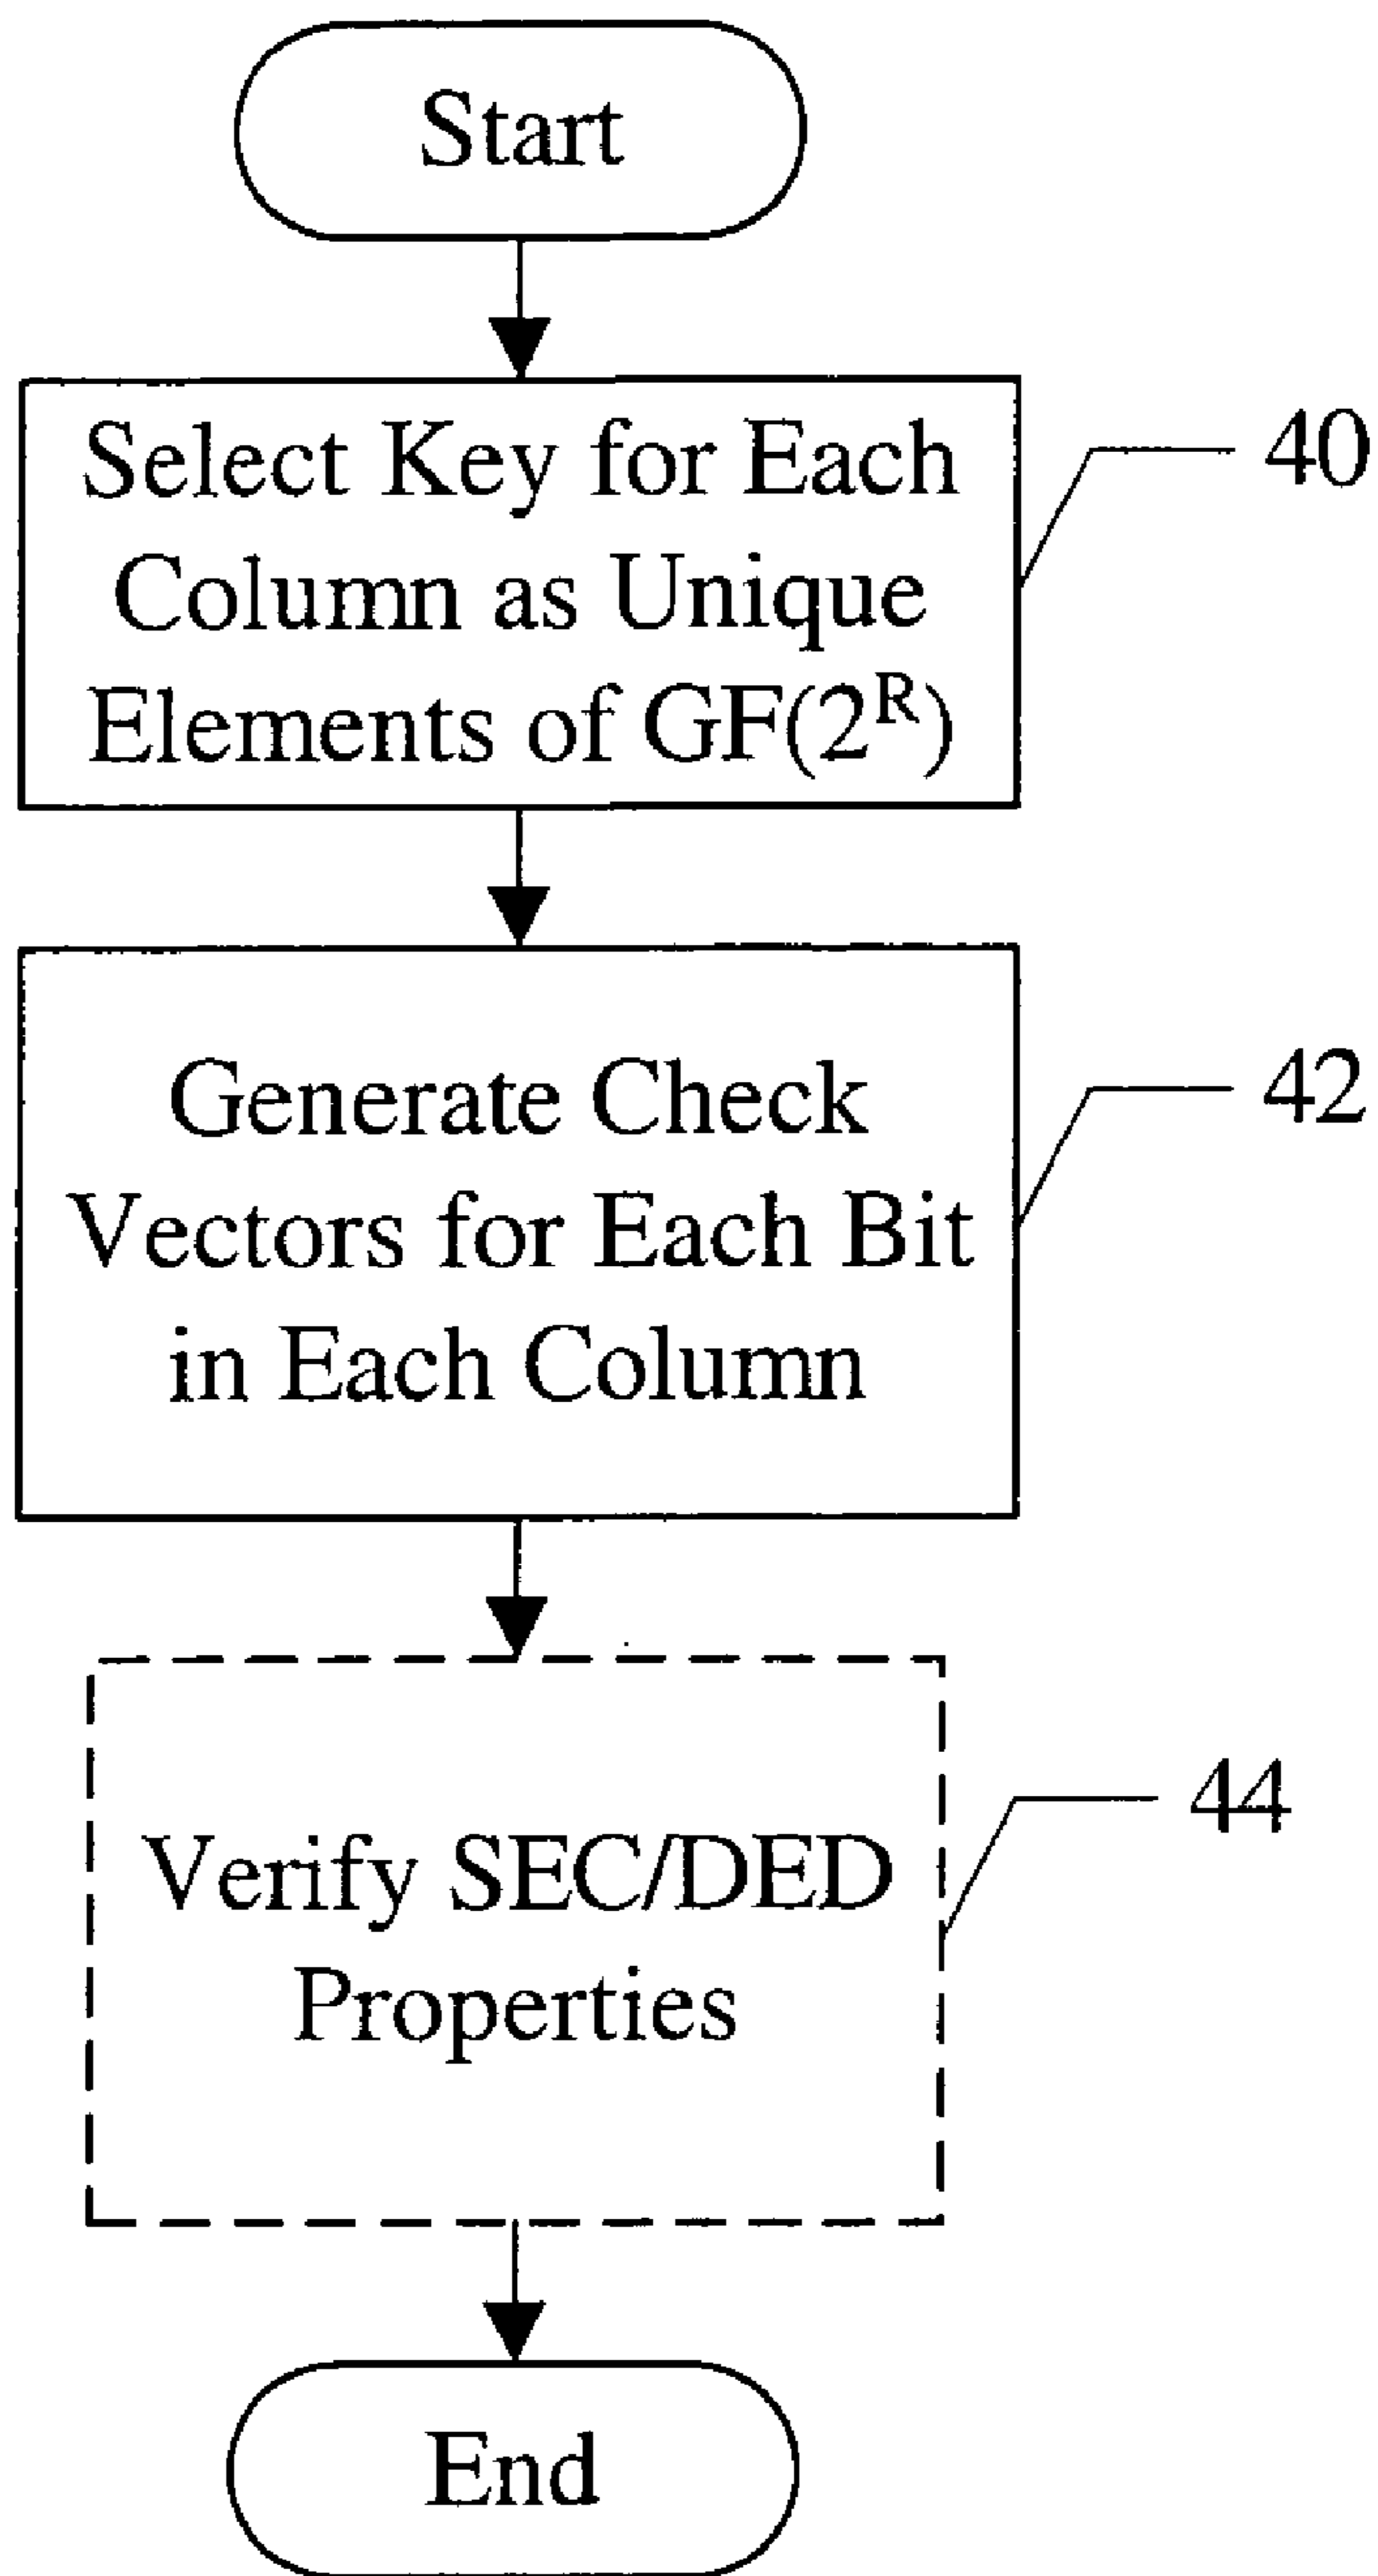 Start
Select Key for Each
Column as Unique
Elements of GF(2^R)
40
Generate Check
Vectors for Each Bit
in Each Column
42
Verify SEC/DED
Properties
44
End